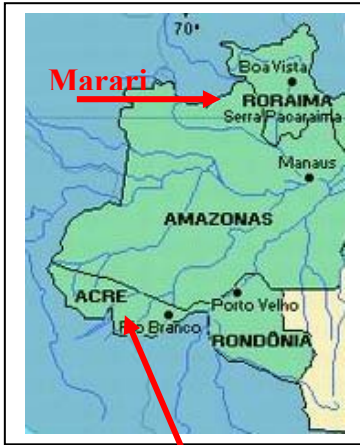 70°
Marari
Boa Vista
RORAIMA
Serra Pacaraima
Manaus
AMAZONAS
ACRE
Porto Velho
Rio Branco
RONDÔNIA